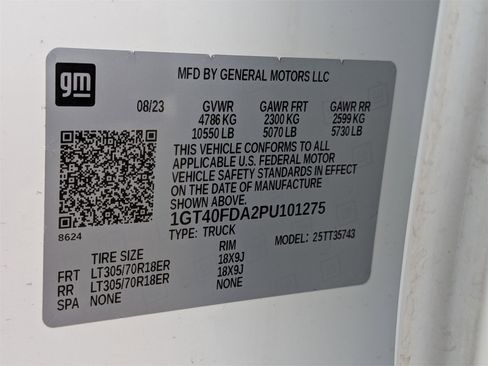 gm
MFD BY GENERAL MOTORS LLC
08/23 GVWR GAWR FRT GAWR RR
4786 KG 2300 KG 2599 KG
10550 LB 5070 LB 5730 LB
THIS VEHICLE CONFORMS TO ALL
APPLICABLE U.S. FEDERAL MOTOR
VEHICLE SAFETY STANDARDS IN EFFECT
ON THE DATE OF MANUFACTURE
SHOWN ABOVE.
1GT40FDA2PU101275
8624
TYPE: TRUCK MODEL: 25TT35743
TIRE SIZE RIM
FRT LT305/70R18ER 18X9J
RR LT305/70R18ER 18X9J
SPA NONE NONE